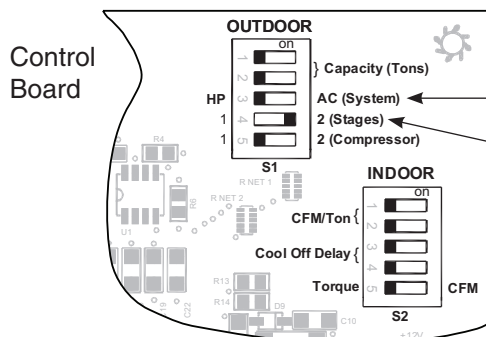 Control
Board
OUTDOOR
on
1
2
Capacity (Tons)
HP 3 AC (System)
1 4 2 (Stages)
1 5 2 (Compressor)
S1
R4
R6
U1
R NET 1
R NET 2
INDOOR
on
1
CFM/Ton
2
3
Cool Off Delay
4
Torque 5 CFM
S2
R13
R14
D9
C10
C22
19
+12V